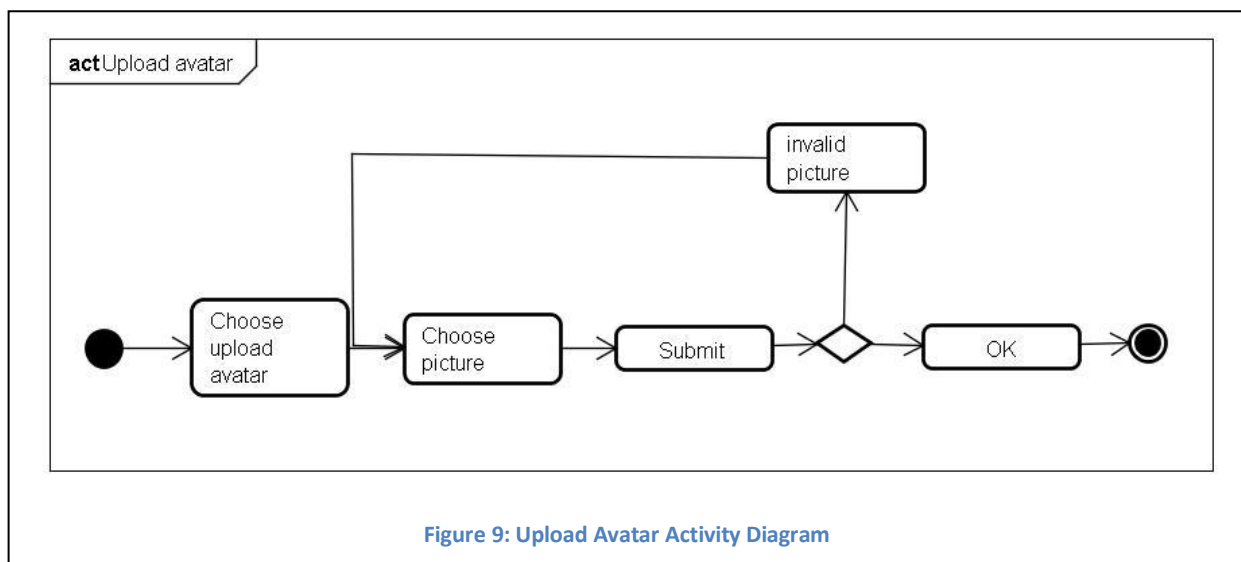 act Upload avatar
invalid
picture
Choose
upload
avatar
Choose
picture
Submit
OK
Figure 9: Upload Avatar Activity Diagram